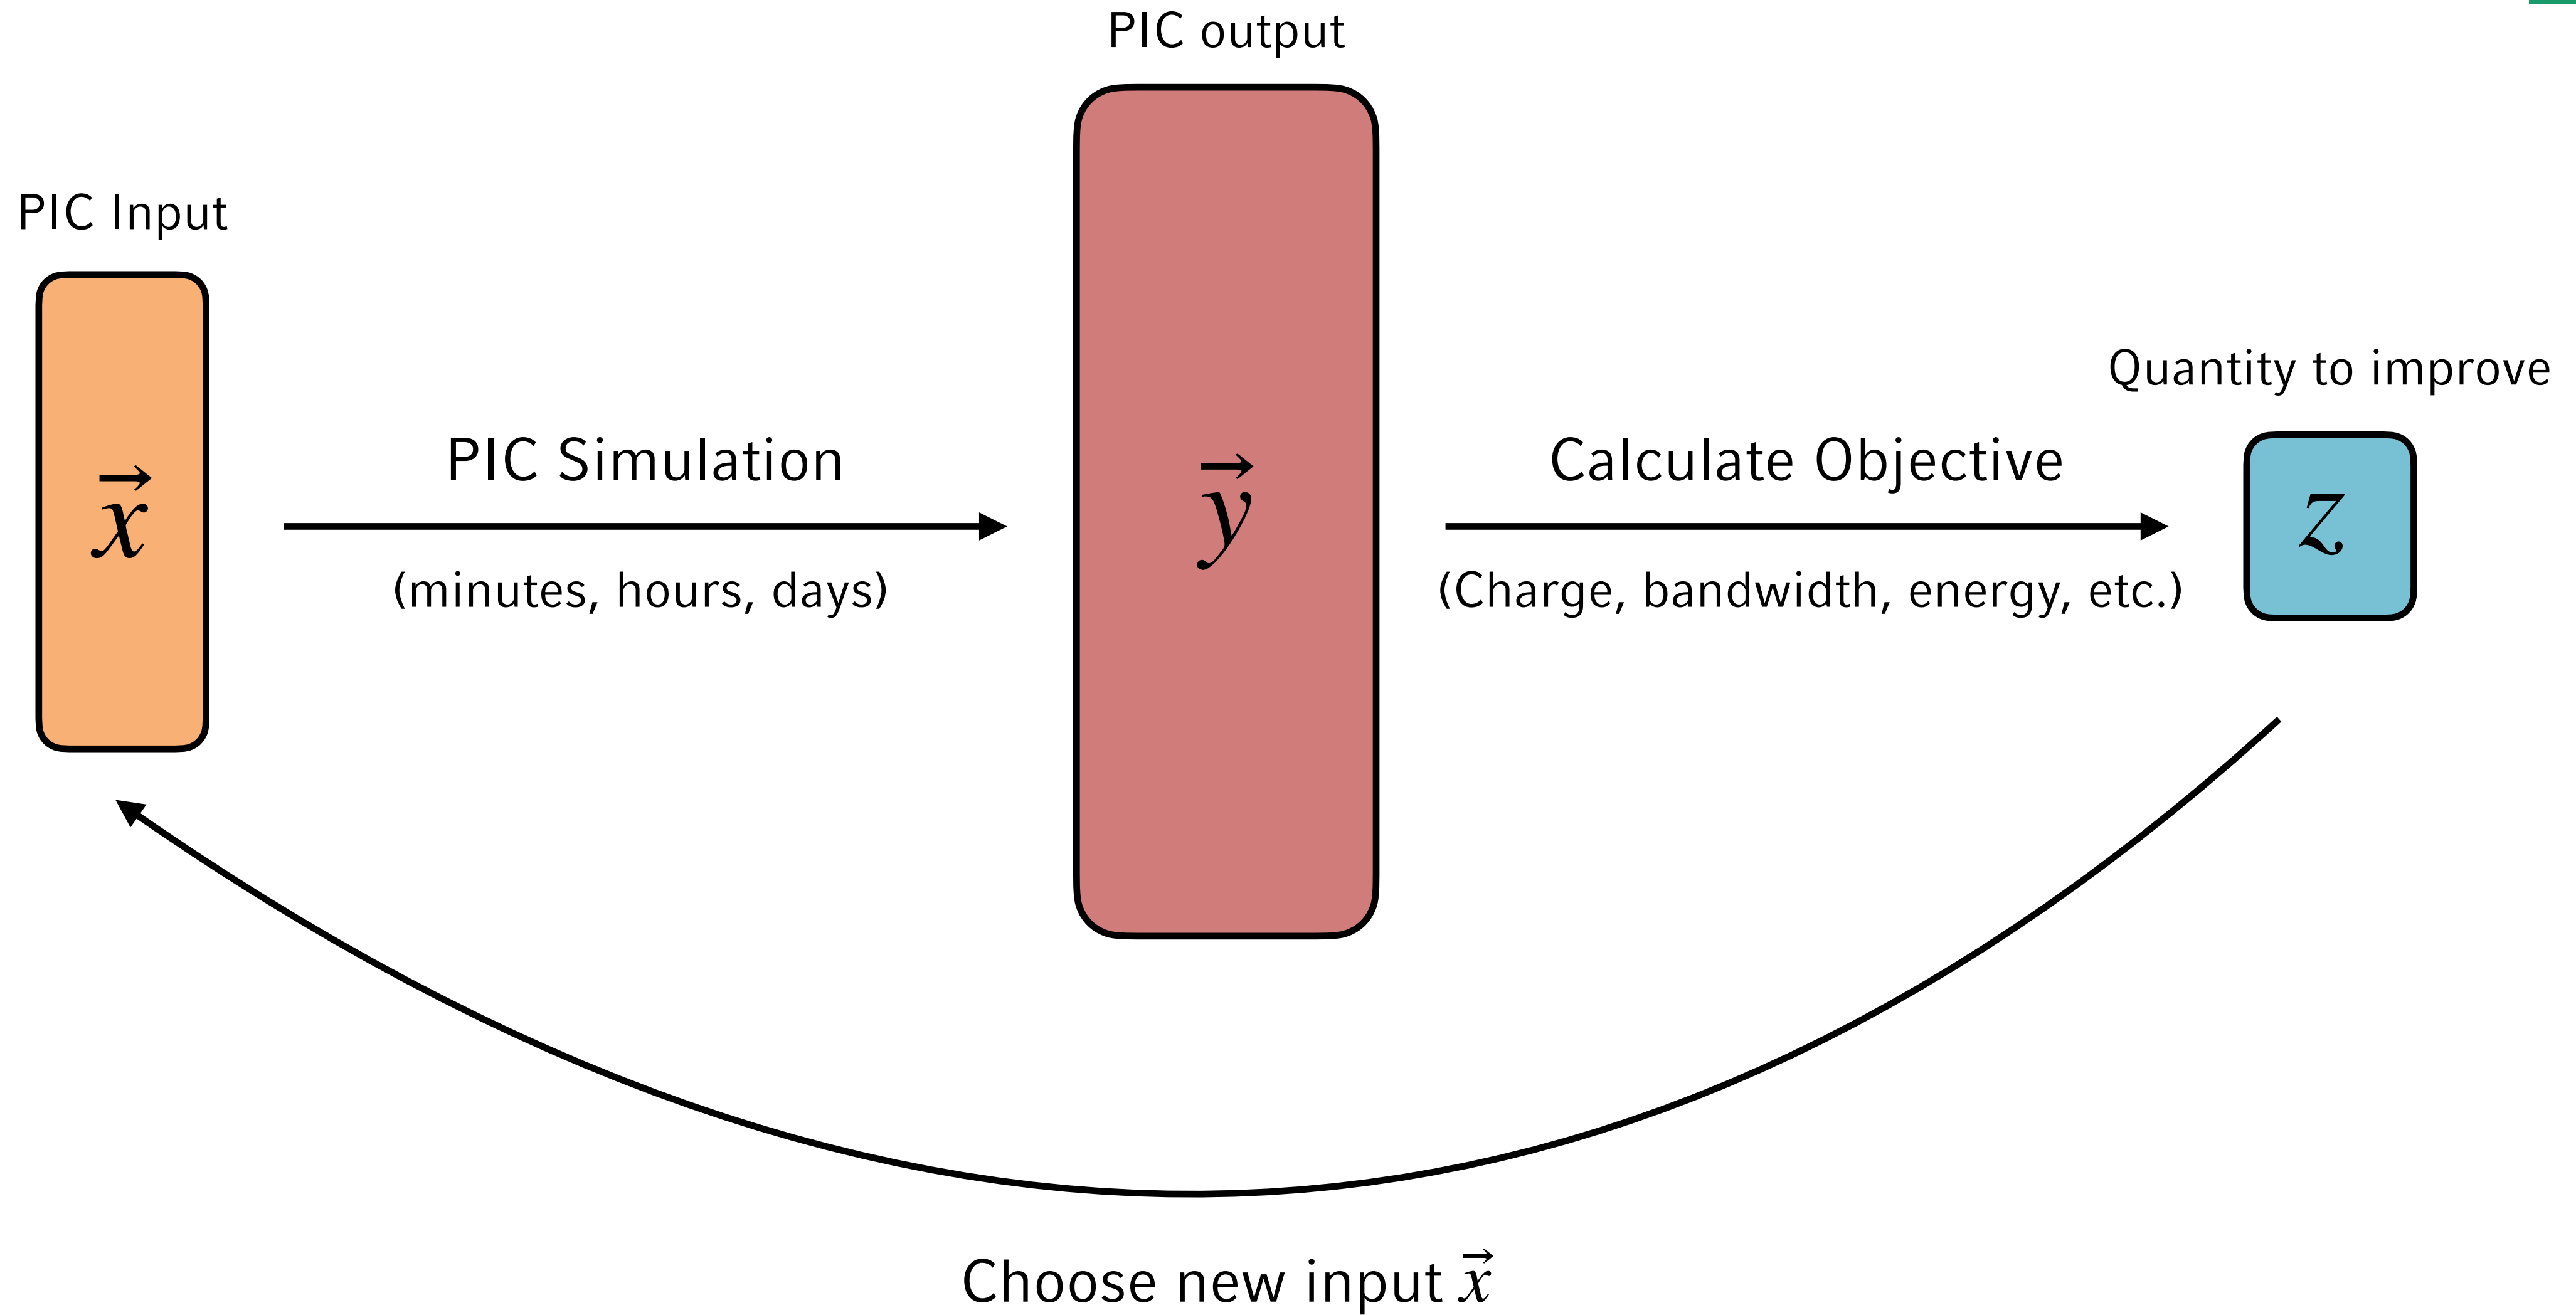 PIC output
PIC Input
Quantity to improve
PIC Simulation
Calculate Objective
x⃗
y⃗
z
(minutes, hours, days)
(Charge, bandwidth, energy, etc.)
Choose new input x⃗